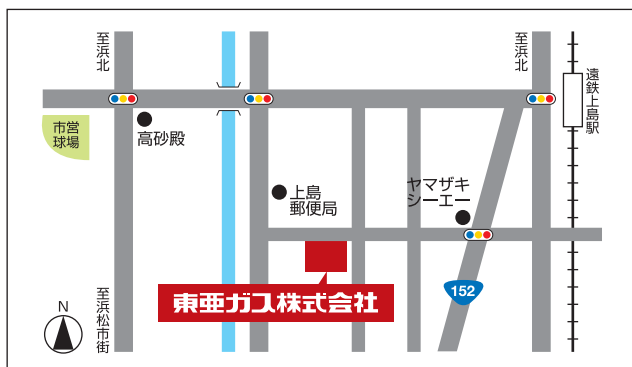 至浜北
至浜北
遠鉄上島駅
市営
球場
高砂殿
上島
郵便局
ヤマザキ
シーエー
東亜ガス株式会社
152
至浜松市街
N